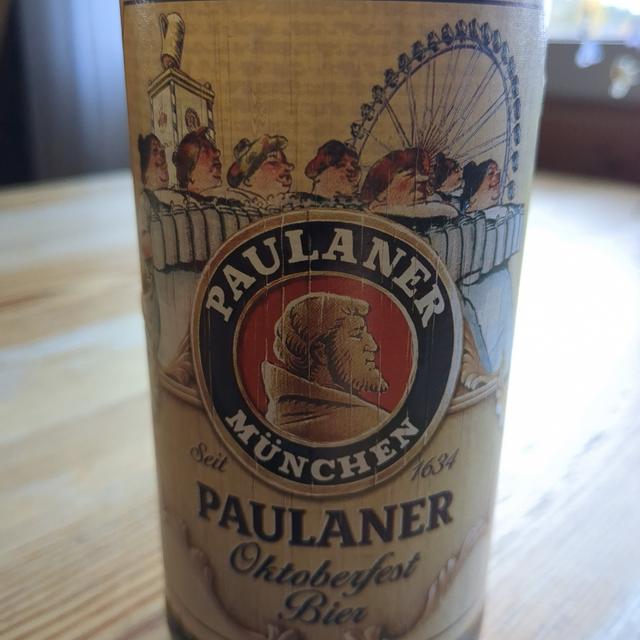 PAULANER
MÜNCHEN
Seit 1634
PAULANER
Oktoberfest
Bier